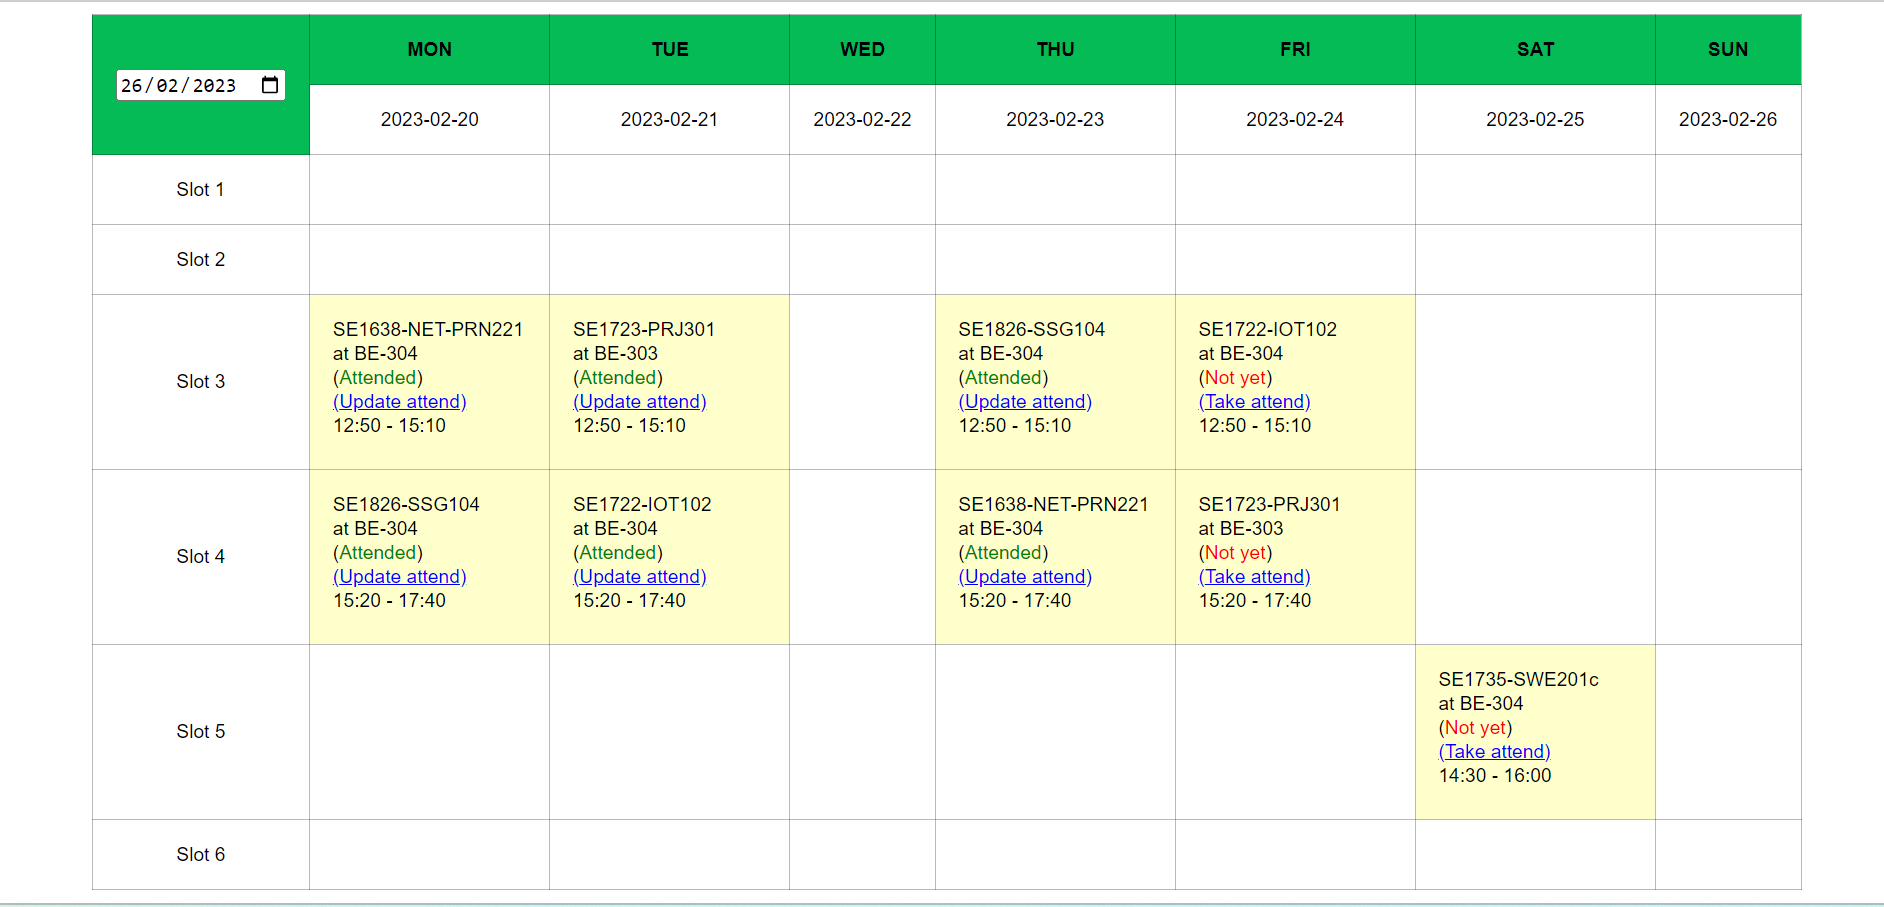 MON TUE WED THU FRI SAT SUN
26/02/2023
2023-02-20 2023-02-21 2023-02-22 2023-02-23 2023-02-24 2023-02-25 2023-02-26
Slot 1
Slot 2
Slot 3
SE1638-NET-PRN221
at BE-304
(Attended)
(Update attend)
12:50 - 15:10
SE1723-PRJ301
at BE-303
(Attended)
(Update attend)
12:50 - 15:10
SE1826-SSG104
at BE-304
(Attended)
(Update attend)
12:50 - 15:10
SE1722-IOT102
at BE-304
(Not yet)
(Take attend)
12:50 - 15:10
Slot 4
SE1826-SSG104
at BE-304
(Attended)
(Update attend)
15:20 - 17:40
SE1722-IOT102
at BE-304
(Attended)
(Update attend)
15:20 - 17:40
SE1638-NET-PRN221
at BE-304
(Attended)
(Update attend)
15:20 - 17:40
SE1723-PRJ301
at BE-303
(Not yet)
(Take attend)
15:20 - 17:40
Slot 5
SE1735-SWE201c
at BE-304
(Not yet)
(Take attend)
14:30 - 16:00
Slot 6